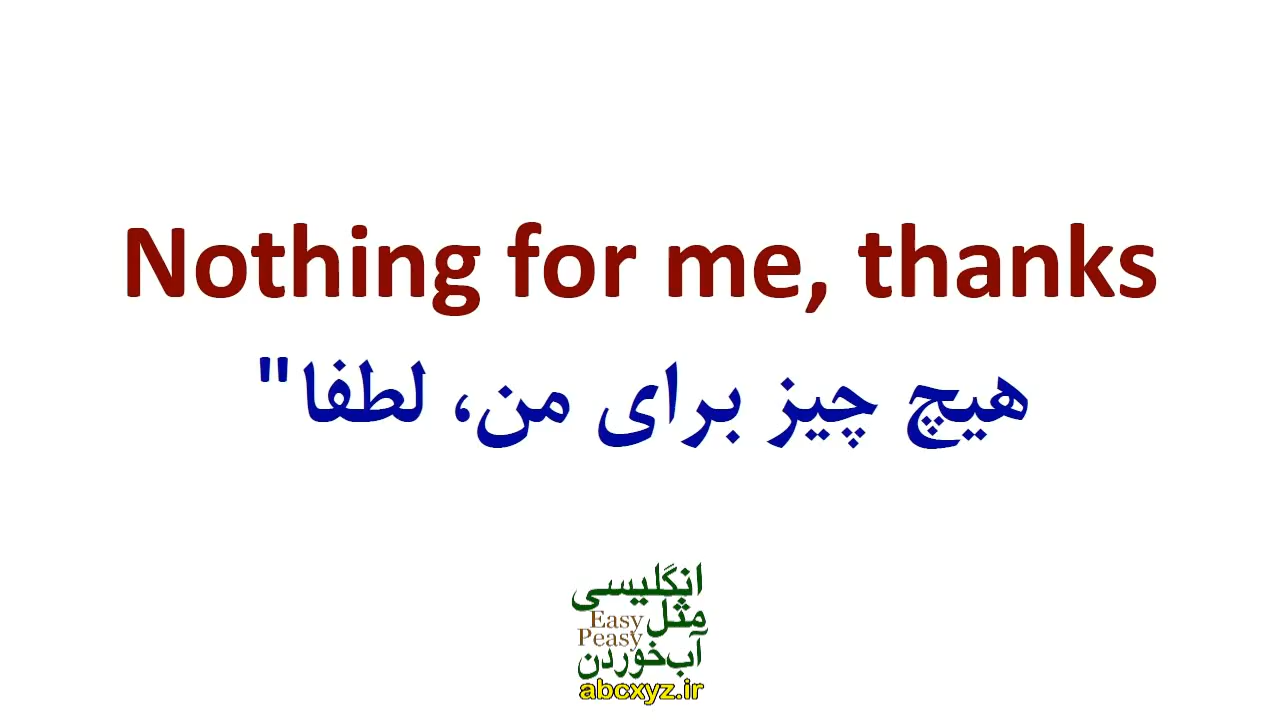 Nothing for me, thanks
هیچ چیز برای من، لطفا"
انگلیسی
مثل Easy
Peasy
آب‌خوردن
abcxyz.ir